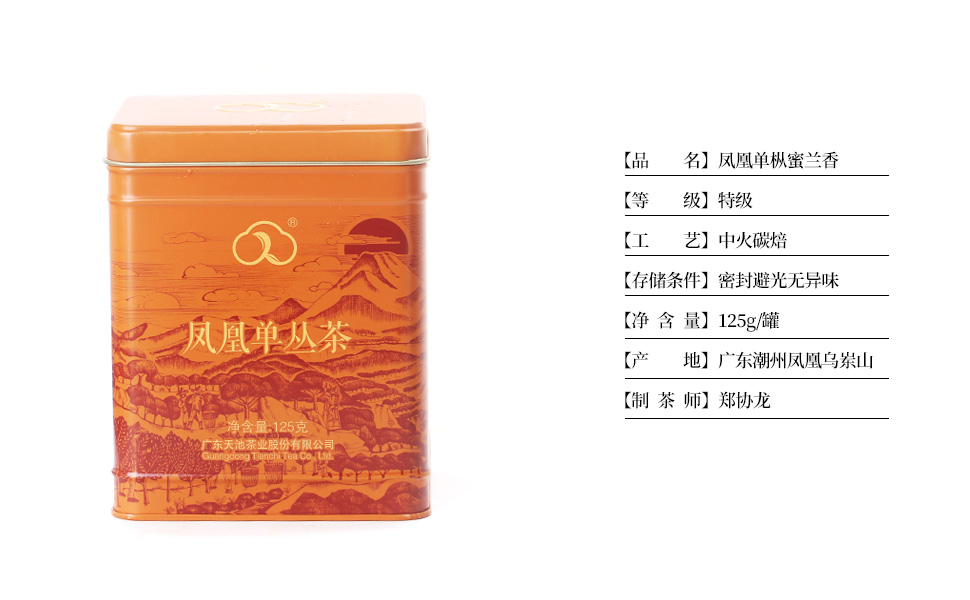 ®
凤凰单丛茶
净含量:125克
广东天池茶业股份有限公司
Guangdong Tianchi Tea Co., Ltd.
【品 名】凤凰单枞蜜兰香
【等 级】特级
【工 艺】中火碳焙
【存储条件】密封避光无异味
【净 含 量】125g/罐
【产 地】广东潮州凤凰乌岽山
【制 茶 师】郑协龙